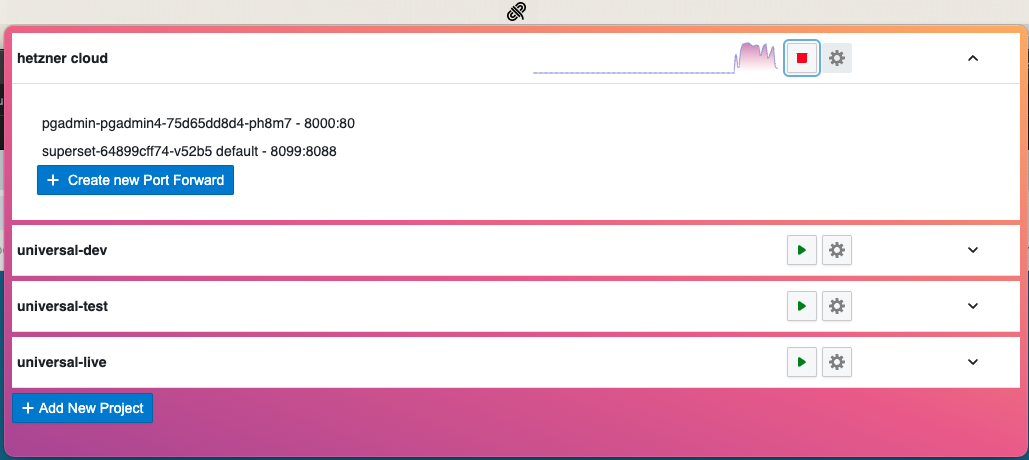 hetzner cloud
pgadmin-pgadmin4-75d65dd8d4-ph8m7 - 8000:80
superset-64899cff74-v52b5 default - 8099:8088
+ Create new Port Forward
universal-dev
universal-test
universal-live
+ Add New Project